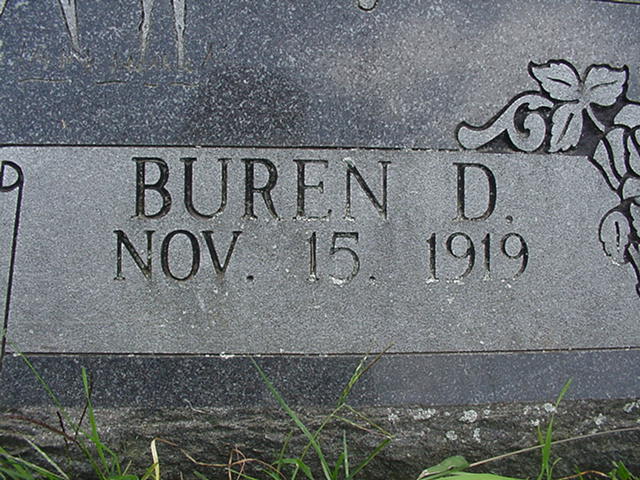 BUREN D.
NOV. 15. 1919